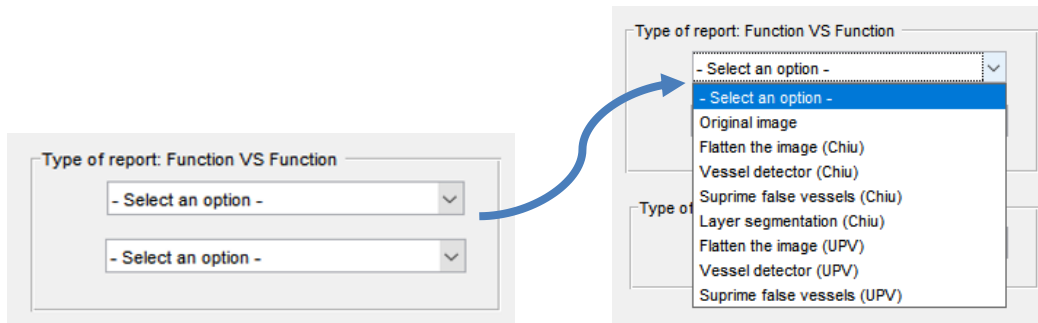 Type of report: Function VS Function
- Select an option -
- Select an option -
Type of report: Function VS Function
- Select an option -
- Select an option -
Original image
Flatten the image (Chiu)
Vessel detector (Chiu)
Suprime false vessels (Chiu)
Type of
Layer segmentation (Chiu)
Flatten the image (UPV)
Vessel detector (UPV)
Suprime false vessels (UPV)